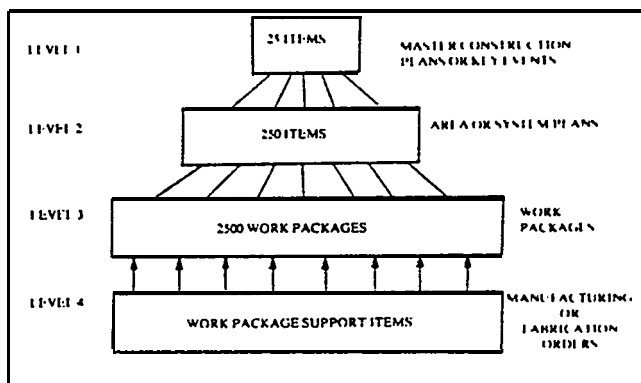 LEVEL 1
25 ITEMS
MASTER CONSTRUCTION
PLANS OR KEY EVENTS
LEVEL 2
250 ITEMS
AREA OR SYSTEM PLANS
LEVEL 3
2500 WORK PACKAGES
WORK
PACKAGES
LEVEL 4
WORK PACKAGE SUPPORT ITEMS
MANUFACTURING
OR
FABRICATION
ORDERS